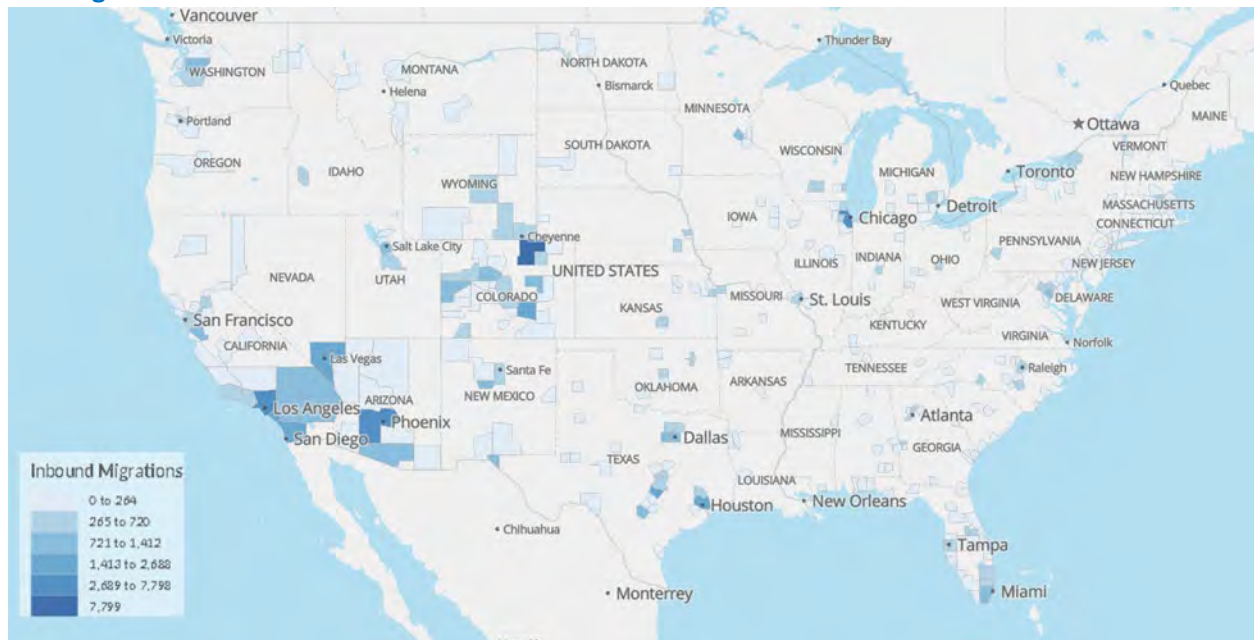 Vancouver
Victoria
WASHINGTON
MONTANA
NORTH DAKOTA
Thunder Bay
Helena
Bismarck
MINNESOTA
Quebec
MAINE
Portland
OREGON
IDAHO
SOUTH DAKOTA
WISCONSIN
MICHIGAN
Ottawa
VERMONT
Toronto
NEW HAMPSHIRE
WYOMING
IOWA
Chicago
Detroit
MASSACHUSETTS
CONNECTICUT
Cheyenne
Salt Lake City
PENNSYLVANIA
NEVADA
UTAH
COLORADO
UNITED STATES
ILLINOIS
INDIANA
OHIO
NEW JERSEY
KANSAS
MISSOURI
St. Louis
WEST VIRGINIA
DELAWARE
San Francisco
CALIFORNIA
KENTUCKY
VIRGINIA
Norfolk
Las Vegas
Santa Fe
TENNESSEE
Raleigh
ARIZONA
NEW MEXICO
OKLAHOMA
ARKANSAS
Los Angeles
Phoenix
Atlanta
San Diego
Dallas
MISSISSIPPI
GEORGIA
TEXAS
LOUISIANA
Houston
New Orleans
Chihuahua
Tampa
Monterrey
Miami
Inbound Migrations
0 to 264
265 to 720
721 to 1,412
1,413 to 2,688
2,689 to 7,798
7,799